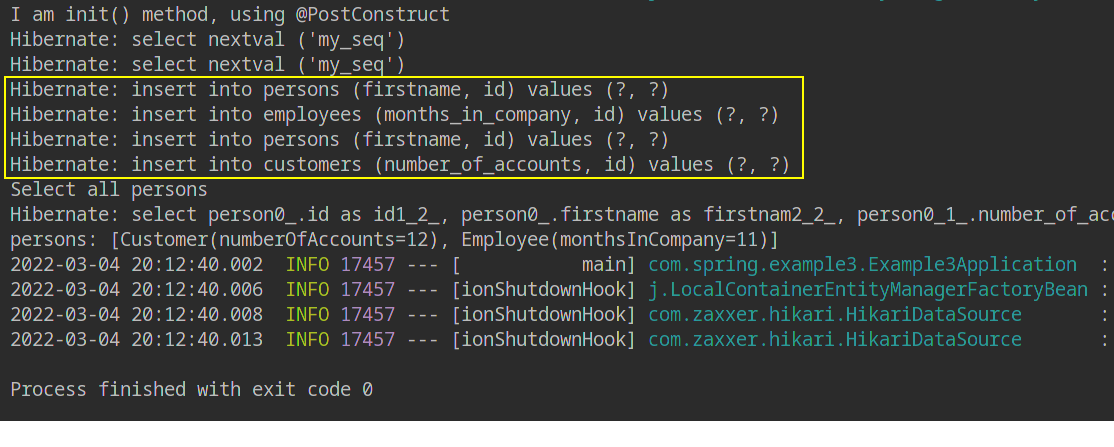 I am init() method, using @PostConstruct
Hibernate: select nextval ('my_seq')
Hibernate: select nextval ('my_seq')
Hibernate: insert into persons (firstname, id) values (?, ?)
Hibernate: insert into employees (months_in_company, id) values (?, ?)
Hibernate: insert into persons (firstname, id) values (?, ?)
Hibernate: insert into customers (number_of_accounts, id) values (?, ?)
Select all persons
Hibernate: select person0_.id as id1_2_, person0_.firstname as firstnam2_2_, person0_1_.number_of_acc
persons: [Customer(numberOfAccounts=12), Employee(monthsInCompany=11)]
2022-03-04 20:12:40.002  INFO 17457 --- [           main] com.spring.example3.Example3Application  :
2022-03-04 20:12:40.006  INFO 17457 --- [ionShutdownHook] j.LocalContainerEntityManagerFactoryBean :
2022-03-04 20:12:40.008  INFO 17457 --- [ionShutdownHook] com.zaxxer.hikari.HikariDataSource       :
2022-03-04 20:12:40.013  INFO 17457 --- [ionShutdownHook] com.zaxxer.hikari.HikariDataSource       :
Process finished with exit code 0